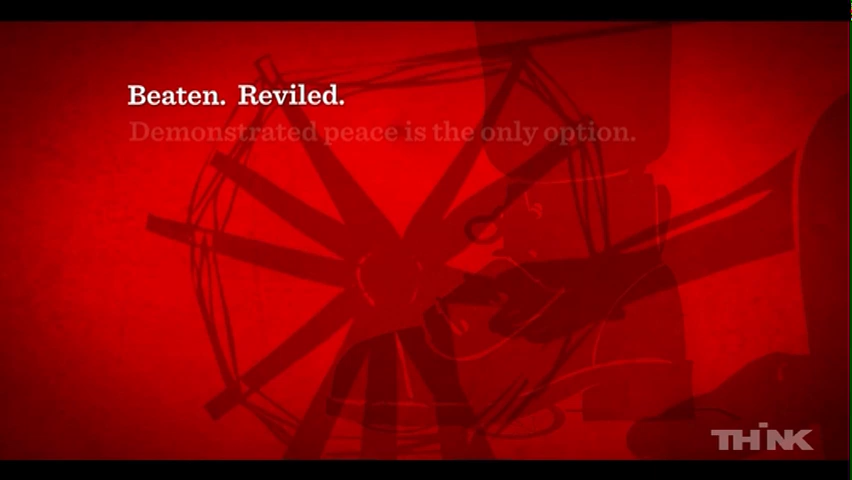 Beaten. Reviled.
Demonstrated peace is the only option.
THiNK